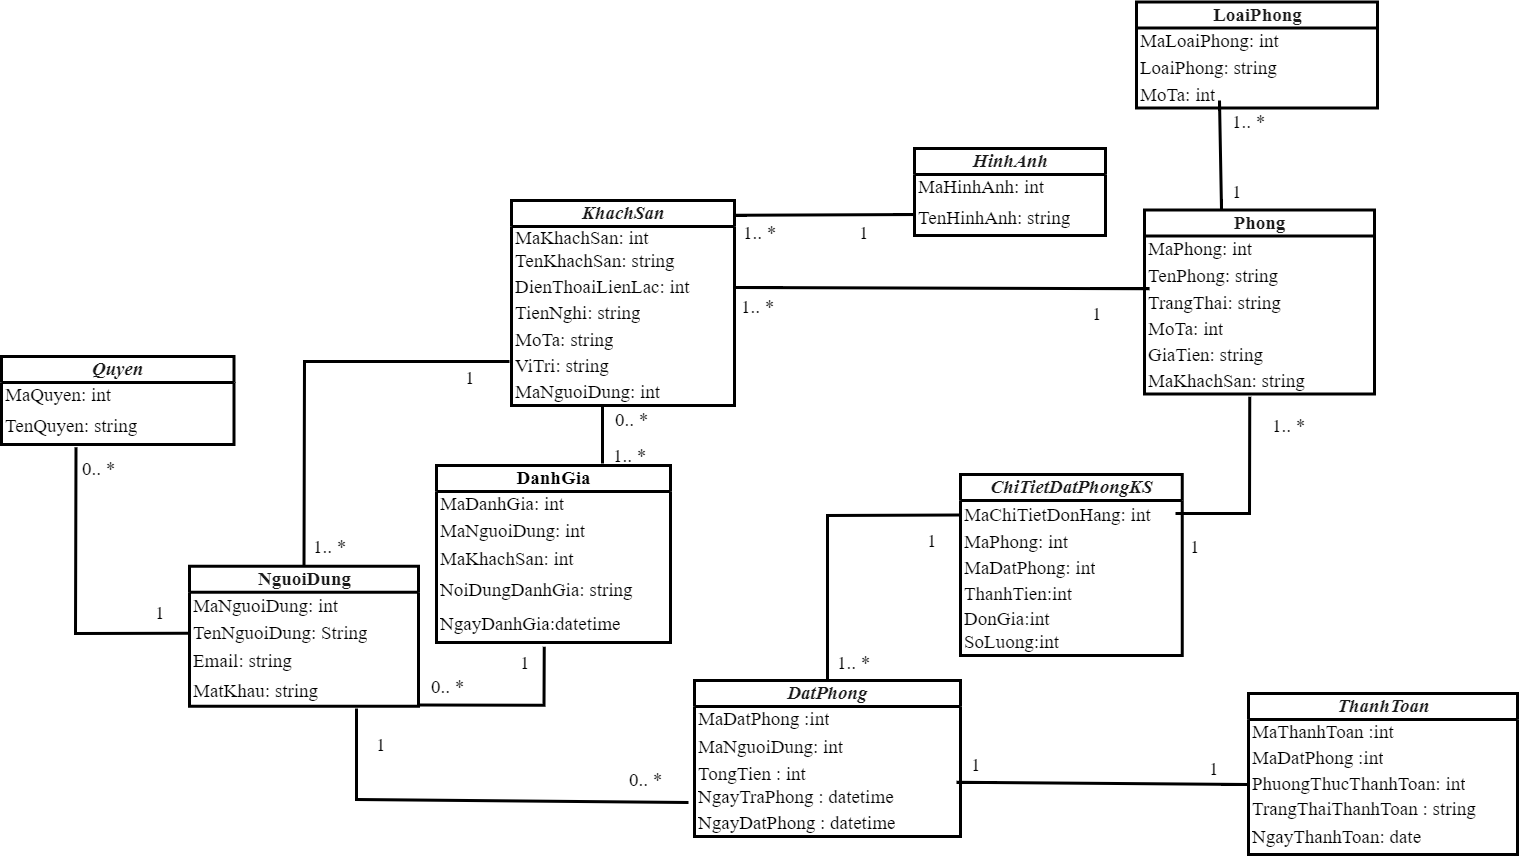 LoaiPhong
MaLoaiPhong: int
LoaiPhong: string
MoTa: int
1.. *
1
HinhAnh
MaHinhAnh: int
TenHinhAnh: string
KhachSan
MaKhachSan: int
TenKhachSan: string
DienThoaiLienLac: int
TienNghi: string
MoTa: string
ViTri: string
MaNguoiDung: int
1.. *
1
1.. *
1
Phong
MaPhong: int
TenPhong: string
TrangThai: string
MoTa: int
GiaTien: string
MaKhachSan: string
Quyen
MaQuyen: int
TenQuyen: string
0.. *
1
1
1.. *
0.. *
1.. *
DanhGia
MaDanhGia: int
MaNguoiDung: int
MaKhachSan: int
NoiDungDanhGia: string
NgayDanhGia:datetime
1
0.. *
NguoiDung
MaNguoiDung: int
TenNguoiDung: String
Email: string
MatKhau: string
1
0.. *
1.. *
1
ChiTietDatPhongKS
MaChiTietDonHang: int
MaPhong: int
MaDatPhong: int
ThanhTien:int
DonGia:int
SoLuong:int
1
1.. *
DatPhong
MaDatPhong :int
MaNguoiDung: int
TongTien : int
NgayTraPhong : datetime
NgayDatPhong : datetime
1
1
ThanhToan
MaThanhToan :int
MaDatPhong :int
PhuongThucThanhToan: int
TrangThaiThanhToan : string
NgayThanhToan: date